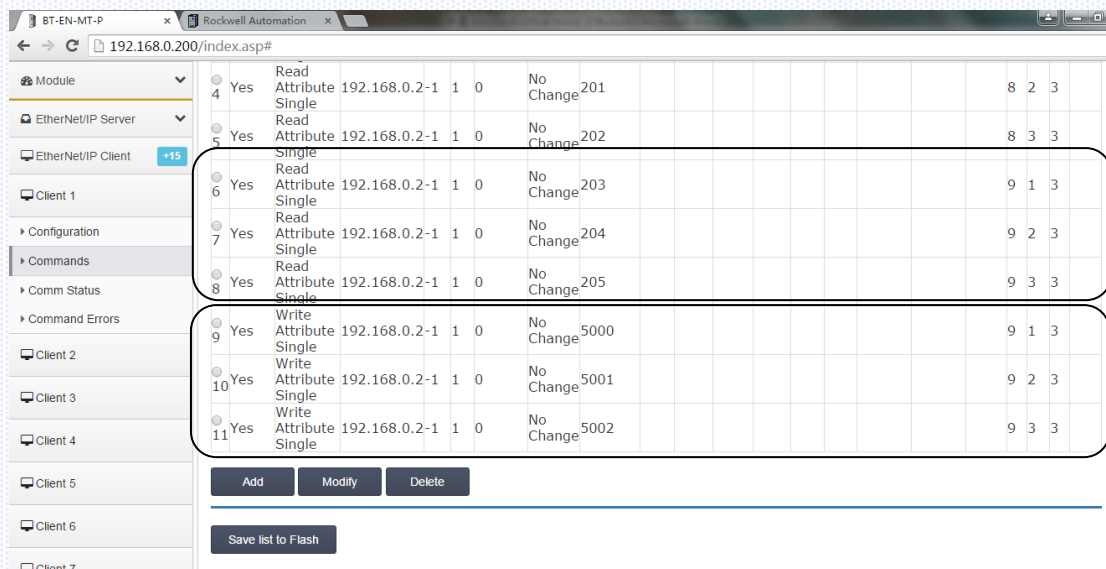 BT-EN-MT-P × Rockwell Automation ×
192.168.0.200/index.asp#
Module
EtherNet/IP Server
EtherNet/IP Client +15
Client 1
Configuration
Commands
Comm Status
Command Errors
Client 2
Client 3
Client 4
Client 5
Client 6
Client 7
4 Yes Read Attribute Single 192.168.0.2 -1 1 0 No Change 201 8 2 3
5 Yes Read Attribute Single 192.168.0.2 -1 1 0 No Change 202 8 3 3
6 Yes Read Attribute Single 192.168.0.2 -1 1 0 No Change 203 9 1 3
7 Yes Read Attribute Single 192.168.0.2 -1 1 0 No Change 204 9 2 3
8 Yes Read Attribute Single 192.168.0.2 -1 1 0 No Change 205 9 3 3
9 Yes Write Attribute Single 192.168.0.2 -1 1 0 No Change 5000 9 1 3
10 Yes Write Attribute Single 192.168.0.2 -1 1 0 No Change 5001 9 2 3
11 Yes Write Attribute Single 192.168.0.2 -1 1 0 No Change 5002 9 3 3
Add Modify Delete
Save list to Flash